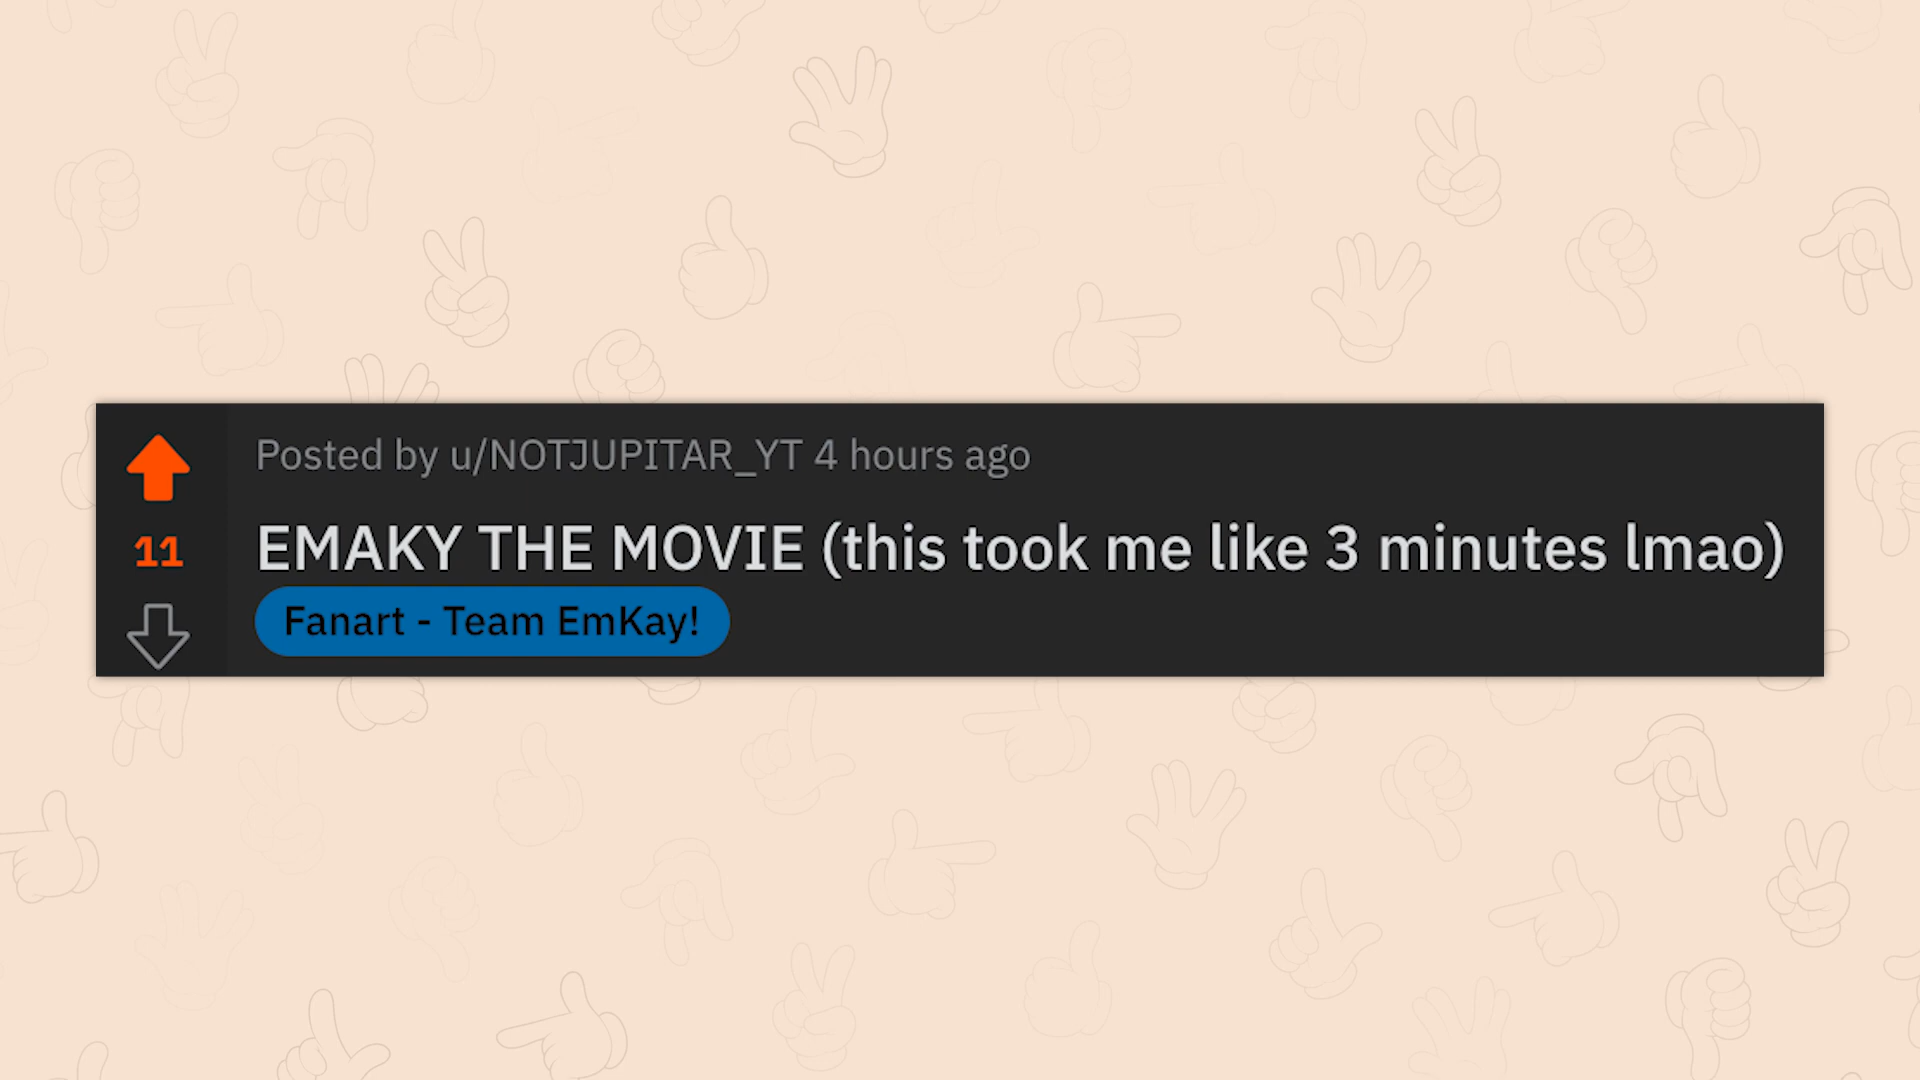 Posted by u/NOTJUPITAR_YT 4 hours ago
11
EMAKY THE MOVIE (this took me like 3 minutes lmao)
Fanart - Team EmKay!